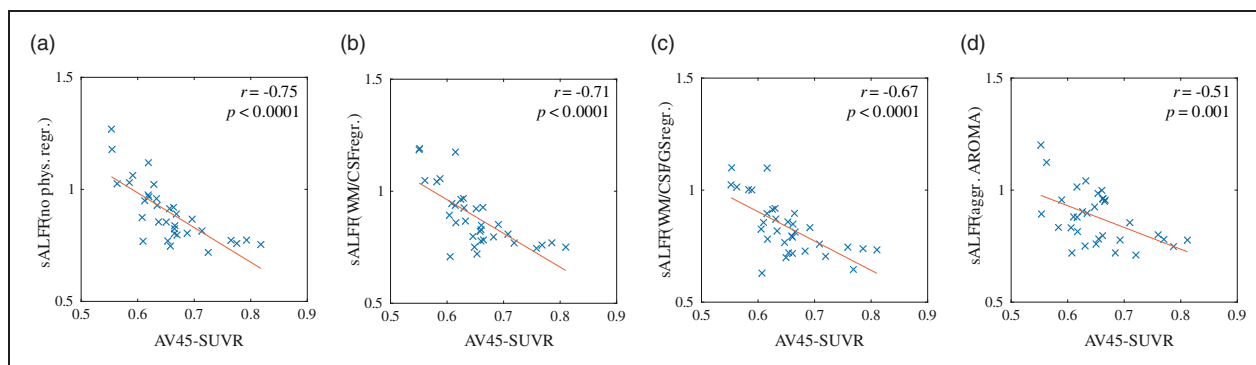 (a)
r = -0.75
p < 0.0001
sALFF(no phys. regr.)
1.5
1
0.5
0.5 0.6 0.7 0.8 0.9
AV45-SUVR
(b)
r = -0.71
p < 0.0001
sALFF(WM/CSFregr.)
1.5
1
0.5
0.5 0.6 0.7 0.8 0.9
AV45-SUVR
(c)
r = -0.67
p < 0.0001
sALFF(WM/CSF/GSregr.)
1.5
1
0.5
0.5 0.6 0.7 0.8 0.9
AV45-SUVR
(d)
r = -0.51
p = 0.001
sALFF(aggr. AROMA)
1.5
1
0.5
0.5 0.6 0.7 0.8 0.9
AV45-SUVR